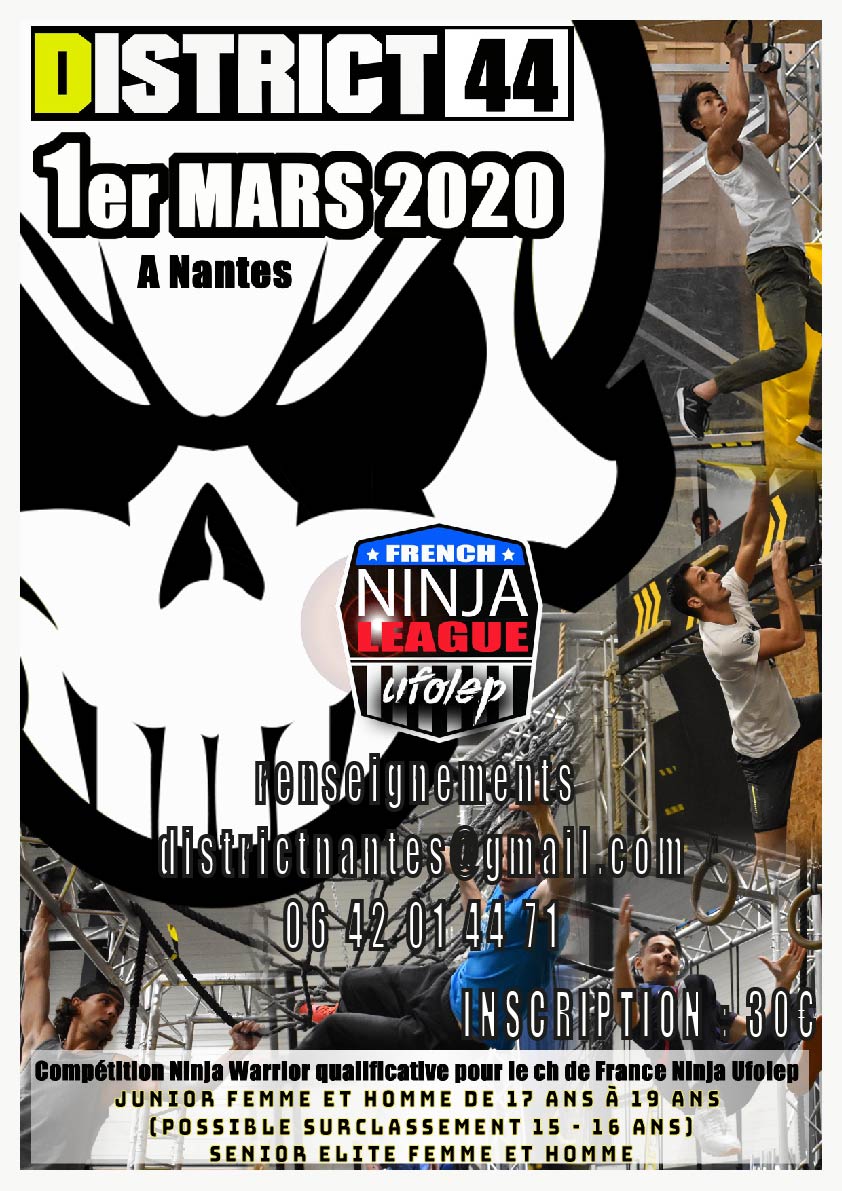 DISTRICT 44
1er MARS 2020
A Nantes
FRENCH
NINJA
LEAGUE
ufolep
renseignements
districtnantes@gmail.com
06 42 01 44 71
INSCRIPTION : 30€
Compétition Ninja Warrior qualificative pour le ch de France Ninja Ufolep
JUNIOR FEMME ET HOMME DE 17 ANS À 19 ANS
(POSSIBLE SURCLASSEMENT 15 - 16 ANS)
SENIOR ELITE FEMME ET HOMME